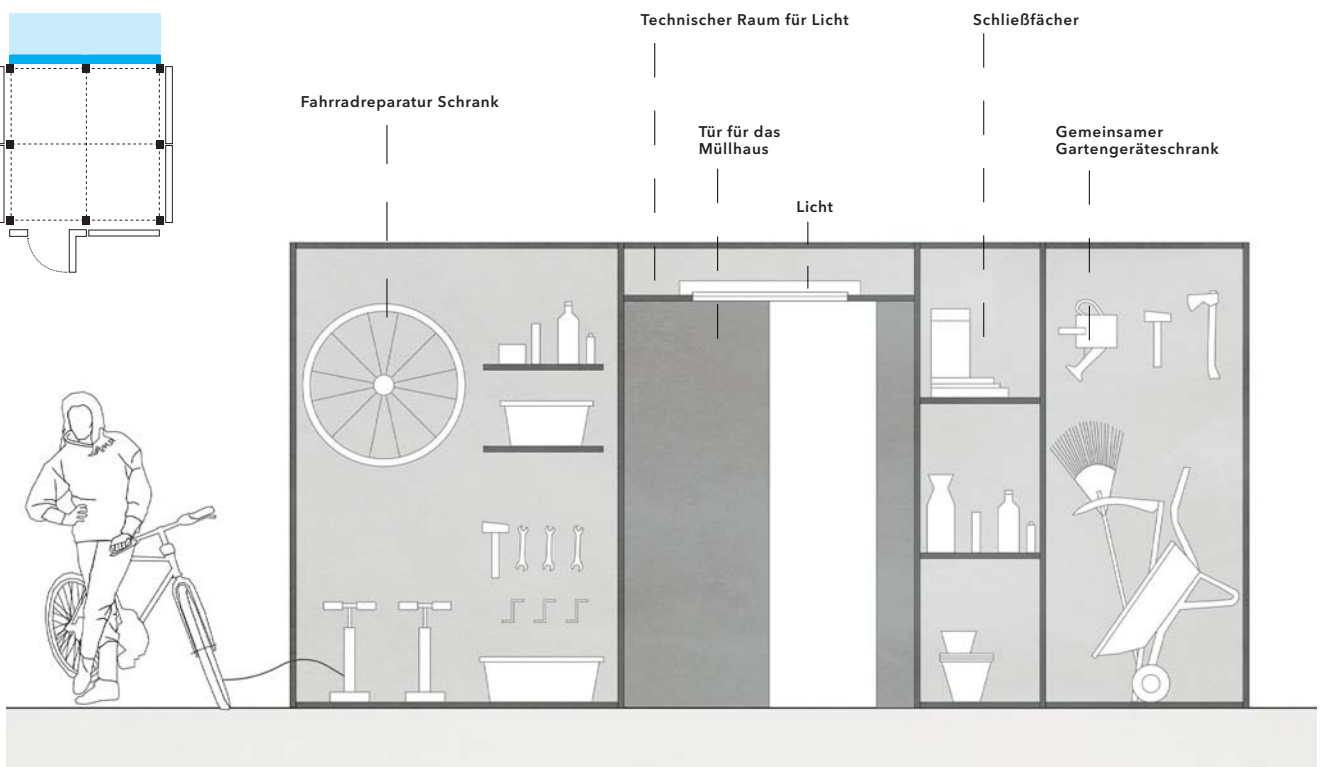 Technischer Raum für Licht
Schließfächer
Fahrradreparatur Schrank
Tür für das
Müllhaus
Gemeinsamer
Gartengeräteschrank
Licht